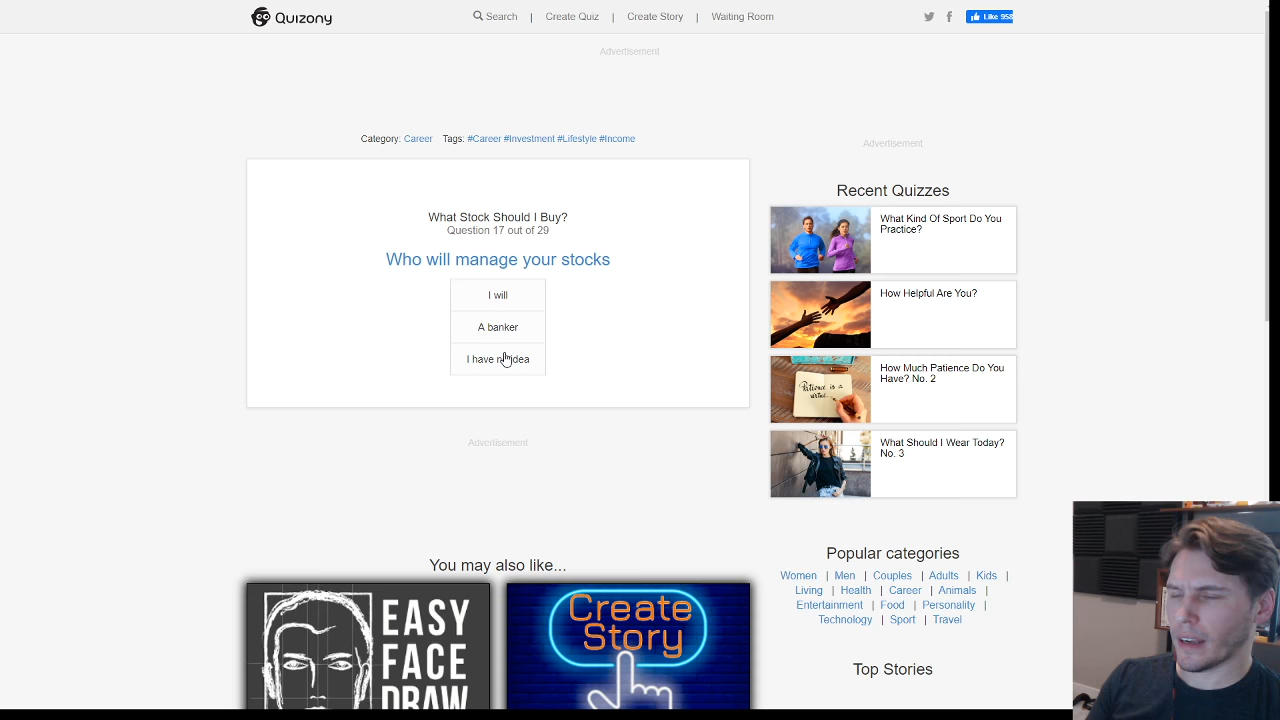 Quizony
Search | Create Quiz | Create Story | Waiting Room
Like 958
Advertisement
Category: Career Tags: #Career #Investment #Lifestyle #Income
What Stock Should I Buy?
Question 17 out of 29
Who will manage your stocks
I will
A banker
I have no idea
Advertisement
Advertisement
Recent Quizzes
What Kind Of Sport Do You
Practice?
How Helpful Are You?
How Much Patience Do You
Have? No. 2
Patience is a
virtue...
What Should I Wear Today?
No. 3
You may also like...
EASY
FACE
DRAW
Create
Story
Popular categories
Women | Men | Couples | Adults | Kids |
Living | Health | Career | Animals |
Entertainment | Food | Personality |
Technology | Sport | Travel
Top Stories